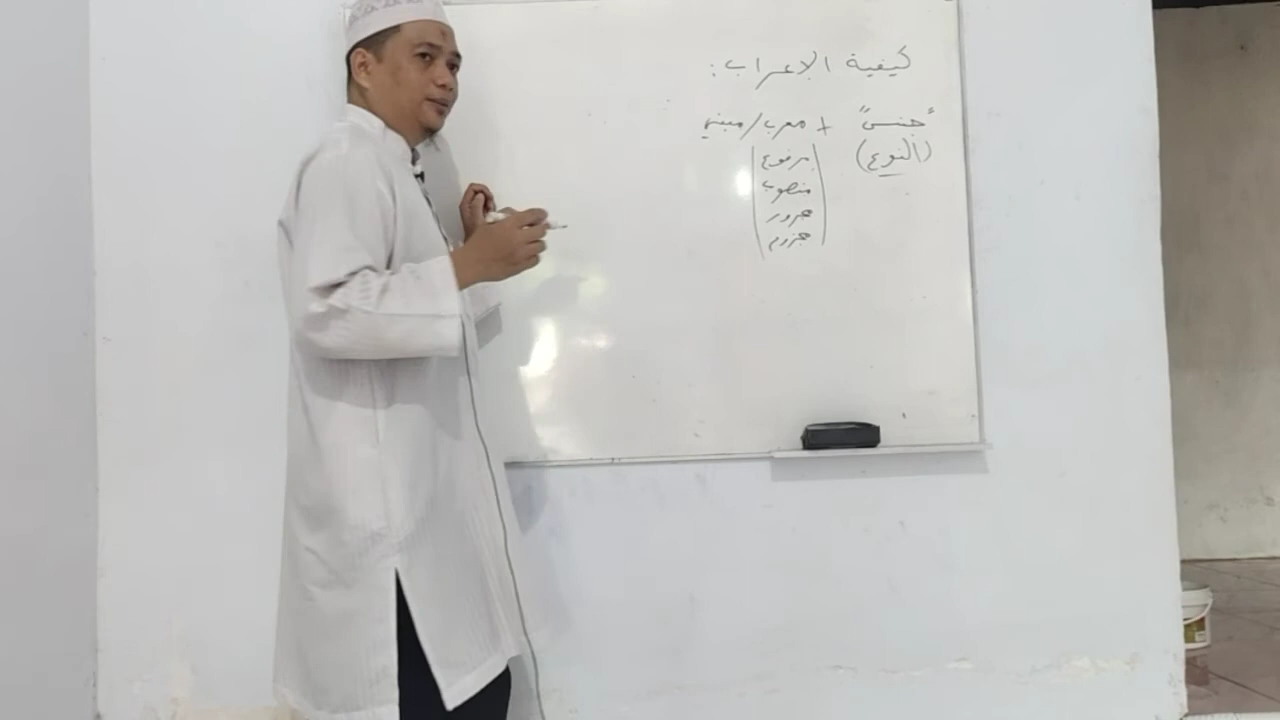 كيفية الإعراب:
"جنس" + معرب/مبني
(النوع)
مرفوع
منصوب
مجرور
مجزوم